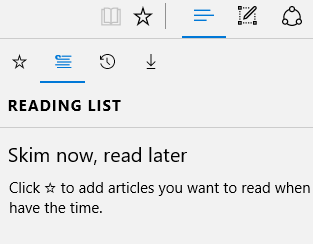 READING LIST
Skim now, read later
Click ☆ to add articles you want to read when
have the time.